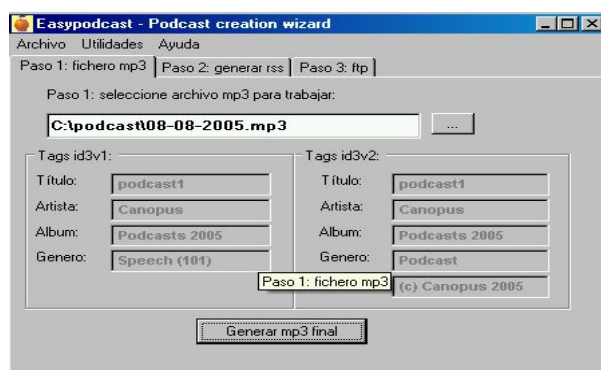 Easypodcast - Podcast creation wizard
Archivo Utilidades Ayuda
Paso 1: fichero mp3 Paso 2: generar rss Paso 3: ftp
Paso 1: seleccione archivo mp3 para trabajar:
C:\podcast\08-08-2005.mp3 ...
Tags id3v1:
Título: podcast1
Artista: Canopus
Album: Podcasts 2005
Genero: Speech (101)
Tags id3v2:
Título: podcast1
Artista: Canopus
Album: Podcasts 2005
Genero: Podcast
Paso 1: fichero mp3 (c) Canopus 2005
Generar mp3 final